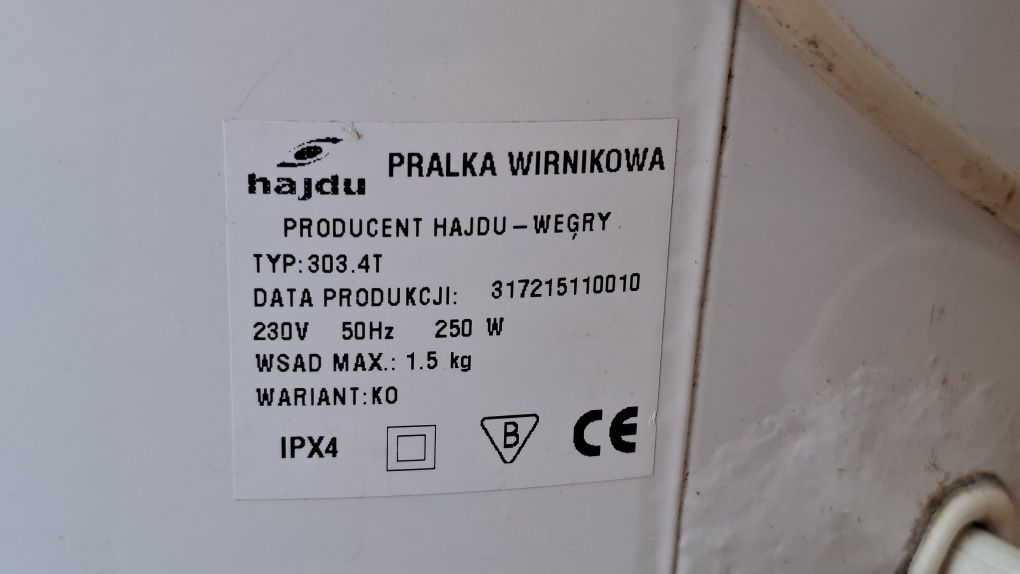 hajdu PRALKA WIRNIKOWA
PRODUCENT HAJDU – WĘGRY
TYP: 303.4T
DATA PRODUKCJI: 317215110010
230V 50Hz 250 W
WSAD MAX.: 1.5 kg
WARIANT: KO
IPX4 B CE